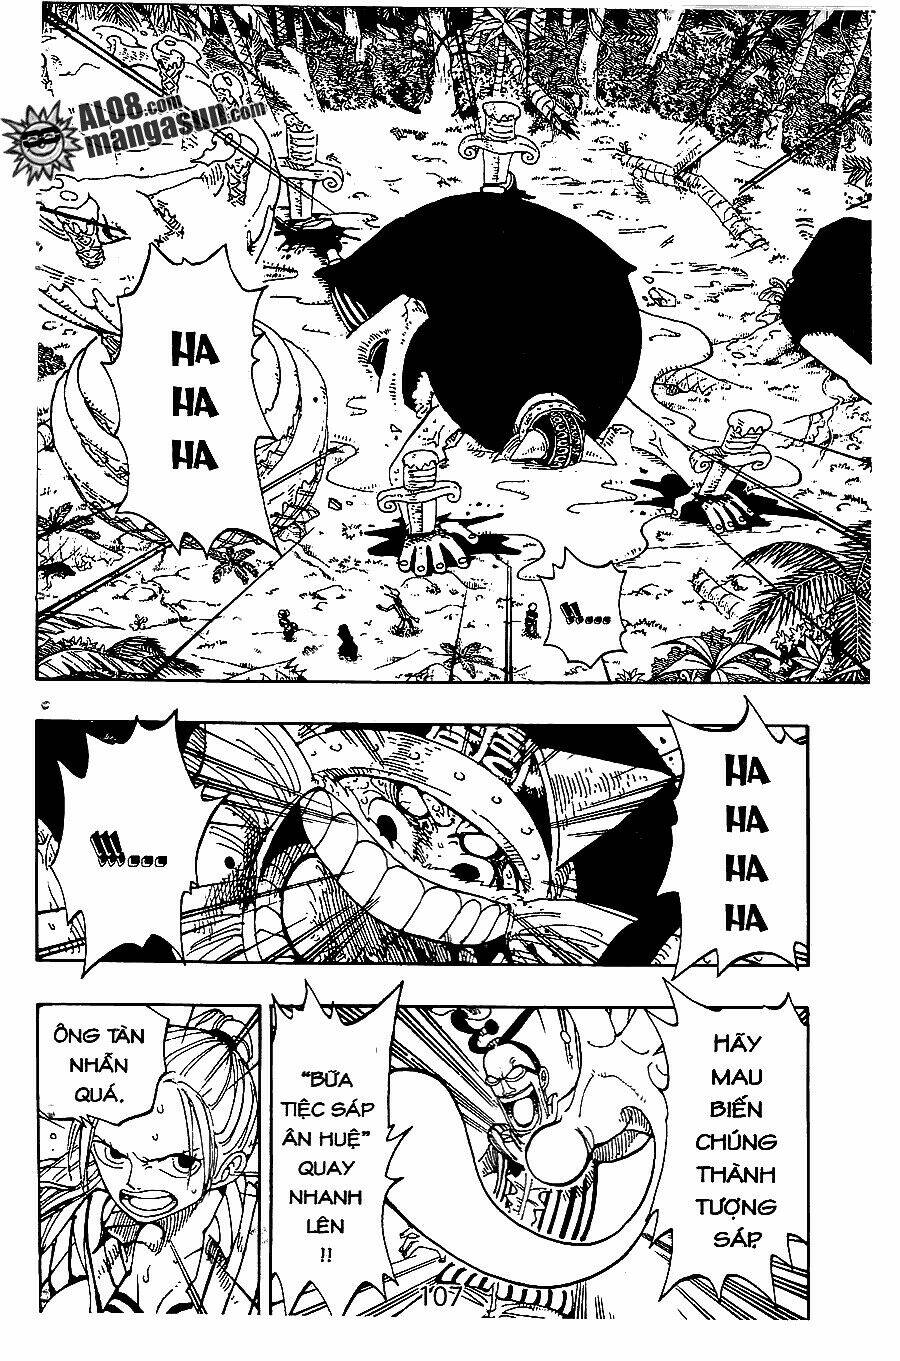 AL08.com
mangasun.com
HA
HA
HA
!!....
HA
HA
HA
HA
!!!....
HÃY
MAU
BIẾN
CHÚNG
THÀNH
TƯỢNG
SÁP.
"BỮA
TIỆC SÁP
ÂN HUỆ"
QUAY
NHANH
LÊN
!!
ÔNG TÀN
NHẪN
QUÁ.
107